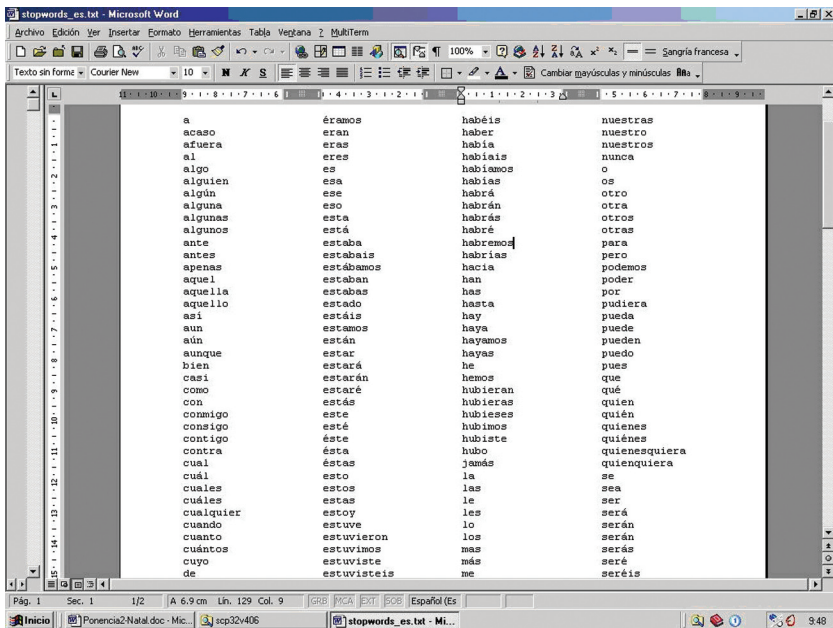 stopwords_es.txt - Microsoft Word
Archivo Edición Ver Insertar Formato Herramientas Tabla Ventana ? MultiTerm
100% Sangría francesa
Texto sin forma Courier New 10 N K S Cambiar mayúsculas y minúsculas
a éramos habéis nuestras
acaso eran haber nuestro
afuera eras había nuestros
al eres habíais nunca
algo es habíamos o
alguien esa habías os
algún ese habrá otro
alguna eso habrán otra
algunas esta habrás otros
algunos está habré otras
ante estaba habremos para
antes estabais habrías pero
apenas estábamos hacia podemos
aquel estaban han poder
aquella estabas has por
aquello estado hasta pudiera
así estáis hay pueda
aun estamos haya puede
aún están hayamos pueden
aunque estar hayas puedo
bien estará he pues
casi estarán hemos que
como estaré hubieran qué
con estás hubieras quien
conmigo este hubieses quién
consigo esté hubimos quienes
contigo éste hubiste quiénes
contra ésta hubo quienesquiera
cual éstas jamás quienquiera
cuál esto la se
cuales estos las sea
cuáles estas le ser
cualquier estoy les será
cuando estuve lo serán
cuanto estuvieron los serán
cuántos estuvimos mas serás
cuyo estuviste más seré
de estuvisteis me seréis
Pág. 1 Sec. 1 1/2 A 6.9 cm Lín. 129 Col. 9 GRB MCA EXT SOB Español (Es
Inicio Ponencia2-Natal.doc - Mic... scp32v406 stopwords_es.txt - Mi... 9:48